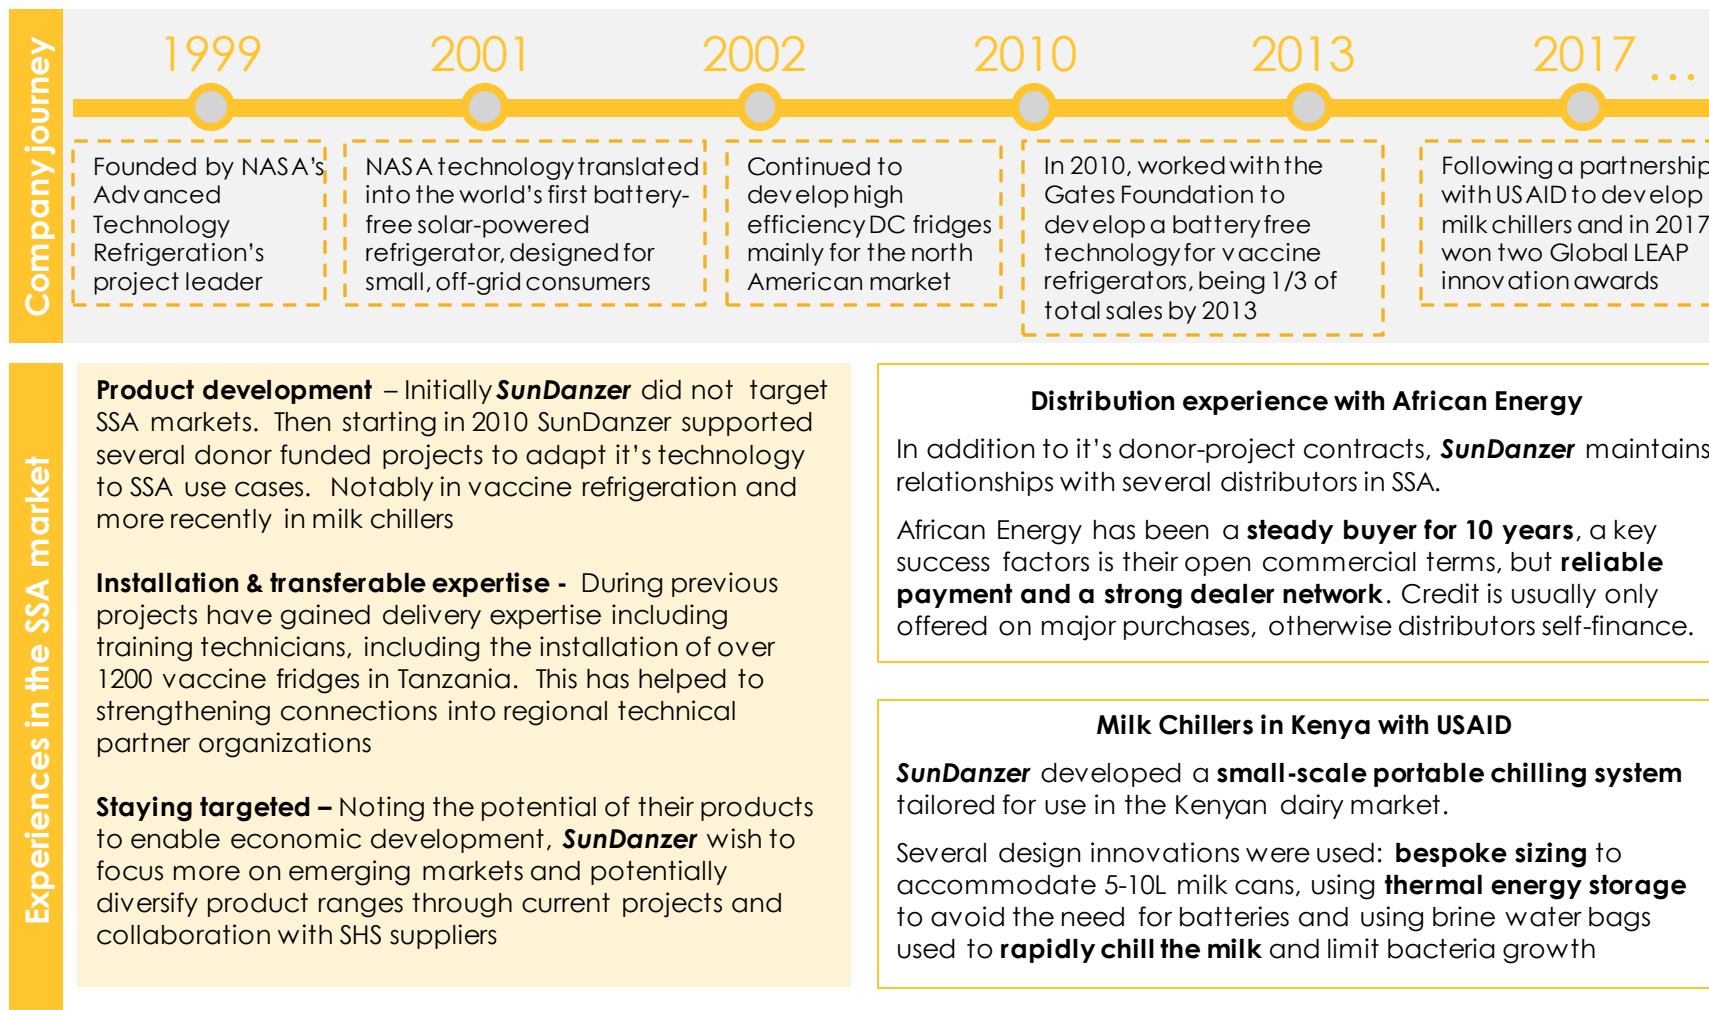 Company journey
1999
2001
2002
2010
2013
2017 ...
Founded by NASA's
Advanced
Technology
Refrigeration's
project leader
NASA technology translated
into the world's first battery-
free solar-powered
refrigerator, designed for
small, off-grid consumers
Continued to
develop high
efficiency DC fridges
mainly for the north
American market
In 2010, worked with the
Gates Foundation to
develop a battery free
technology for vaccine
refrigerators, being 1/3 of
total sales by 2013
Following a partnership
with USAID to develop
milk chillers and in 2017
won two Global LEAP
innovation awards
Experiences in the SSA market
Product development – Initially SunDanzer did not target
SSA markets. Then starting in 2010 SunDanzer supported
several donor funded projects to adapt it's technology
to SSA use cases. Notably in vaccine refrigeration and
more recently in milk chillers
Installation & transferable expertise - During previous
projects have gained delivery expertise including
training technicians, including the installation of over
1200 vaccine fridges in Tanzania. This has helped to
strengthening connections into regional technical
partner organizations
Staying targeted – Noting the potential of their products
to enable economic development, SunDanzer wish to
focus more on emerging markets and potentially
diversify product ranges through current projects and
collaboration with SHS suppliers
Distribution experience with African Energy
In addition to it's donor-project contracts, SunDanzer maintains
relationships with several distributors in SSA.
African Energy has been a steady buyer for 10 years, a key
success factors is their open commercial terms, but reliable
payment and a strong dealer network. Credit is usually only
offered on major purchases, otherwise distributors self-finance.
Milk Chillers in Kenya with USAID
SunDanzer developed a small-scale portable chilling system
tailored for use in the Kenyan dairy market.
Several design innovations were used: bespoke sizing to
accommodate 5-10L milk cans, using thermal energy storage
to avoid the need for batteries and using brine water bags
used to rapidly chill the milk and limit bacteria growth